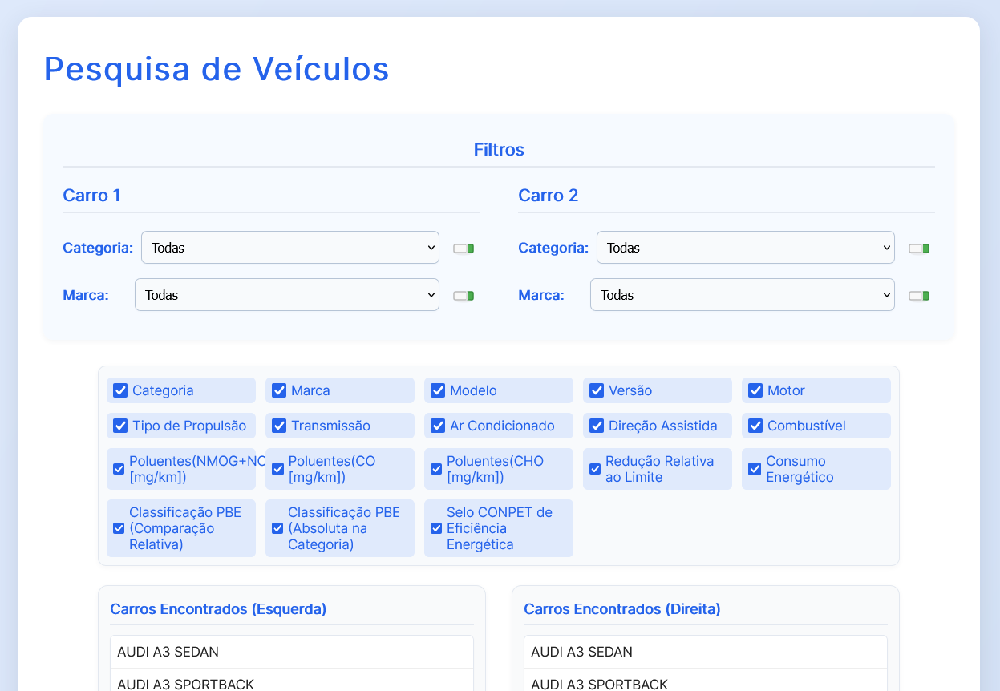 Pesquisa de Veículos
Filtros
Carro 1
Carro 2
Categoria: Todas
Categoria: Todas
Marca: Todas
Marca: Todas
Categoria
Marca
Modelo
Versão
Motor
Tipo de Propulsão
Transmissão
Ar Condicionado
Direção Assistida
Combustível
Poluentes(NMOG+NO
[mg/km])
Poluentes(CO
[mg/km])
Poluentes(CHO
[mg/km])
Redução Relativa
ao Limite
Consumo
Energético
Classificação PBE
(Comparação
Relativa)
Classificação PBE
(Absoluta na
Categoria)
Selo CONPET de
Eficiência
Energética
Carros Encontrados (Esquerda)
AUDI A3 SEDAN
AUDI A3 SPORTBACK
Carros Encontrados (Direita)
AUDI A3 SEDAN
AUDI A3 SPORTBACK